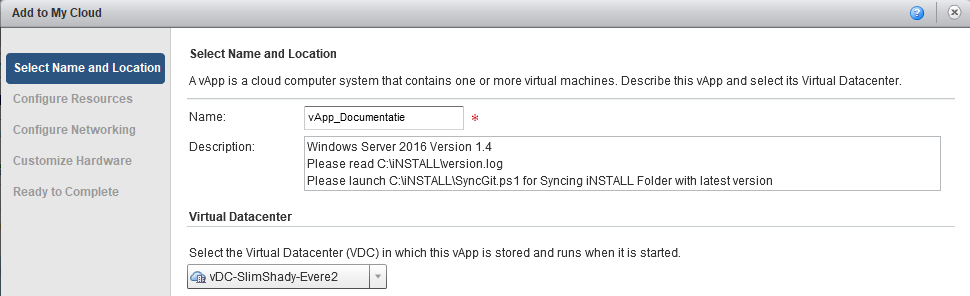 Add to My Cloud
Select Name and Location
Configure Resources
Configure Networking
Customize Hardware
Ready to Complete
Select Name and Location
A vApp is a cloud computer system that contains one or more virtual machines. Describe this vApp and select its Virtual Datacenter.
Name: vApp_Documentatie *
Description: Windows Server 2016 Version 1.4
Please read C:\iNSTALL\version.log
Please launch C:\iNSTALL\SyncGit.ps1 for Syncing iNSTALL Folder with latest version
Virtual Datacenter
Select the Virtual Datacenter (VDC) in which this vApp is stored and runs when it is started.
vDC-SlimShady-Evere2